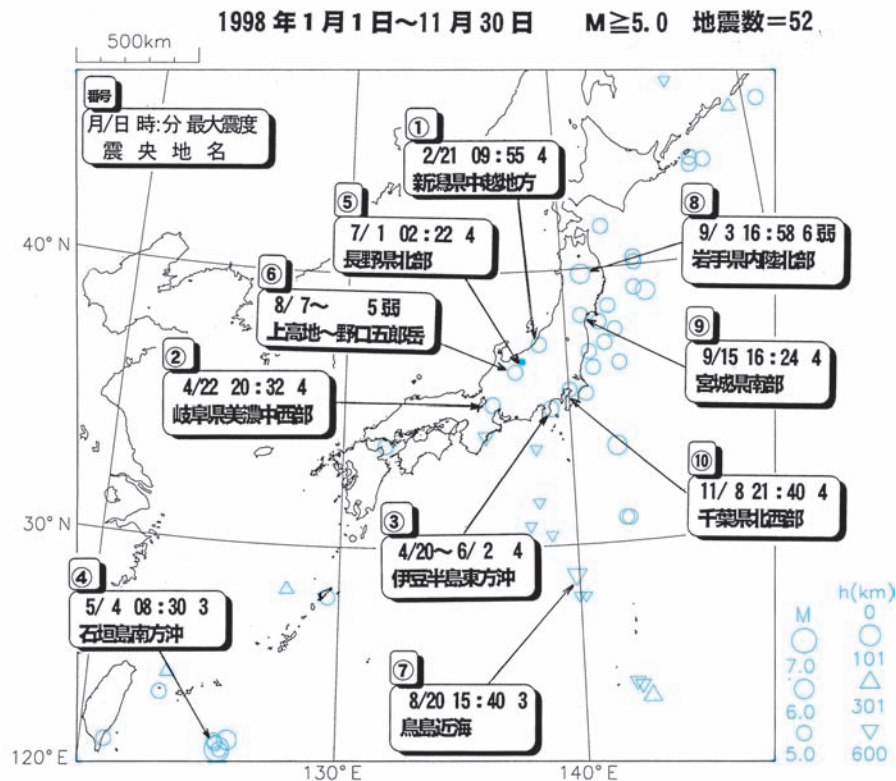 1998年1月1日～11月30日 M≧5.0 地震数＝52
500km
番号
月/日 時:分 最大震度
震央地名
①
2/21 09:55 4
新潟県中越地方
⑤
7/ 1 02:22 4
長野県北部
⑧
9/ 3 16:58 6弱
岩手県内陸北部
40°N
⑥
8/ 7～ 5弱
上高地～野口五郎岳
⑨
9/15 16:24 4
宮城県南部
②
4/22 20:32 4
岐阜県美濃中西部
⑩
11/ 8 21:40 4
千葉県北西部
30°N
③
4/20～ 6/ 2 4
伊豆半島東方沖
④
5/ 4 08:30 3
石垣島南方沖
⑦
8/20 15:40 3
鳥島近海
M
7.0
6.0
5.0
h(km)
0
101
301
600
120°E
130°E
140°E